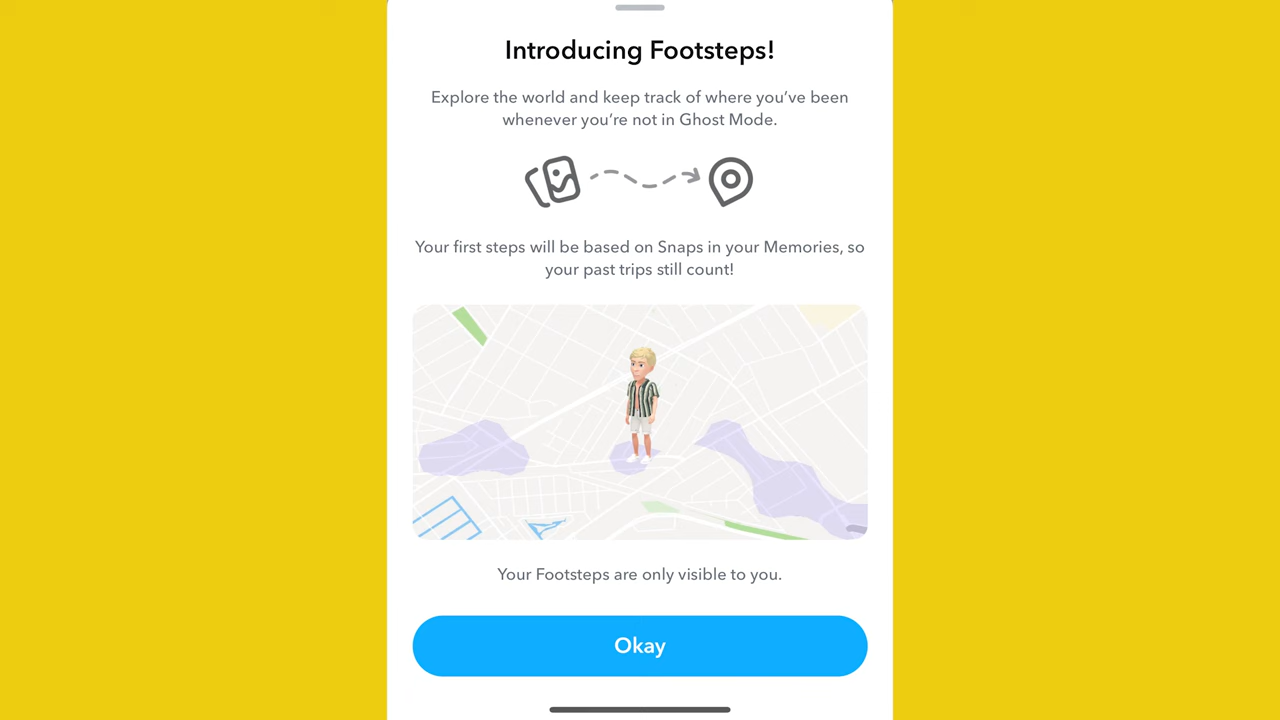 Introducing Footsteps!
Explore the world and keep track of where you’ve been
whenever you’re not in Ghost Mode.
Your first steps will be based on Snaps in your Memories, so
your past trips still count!
Your Footsteps are only visible to you.
Okay